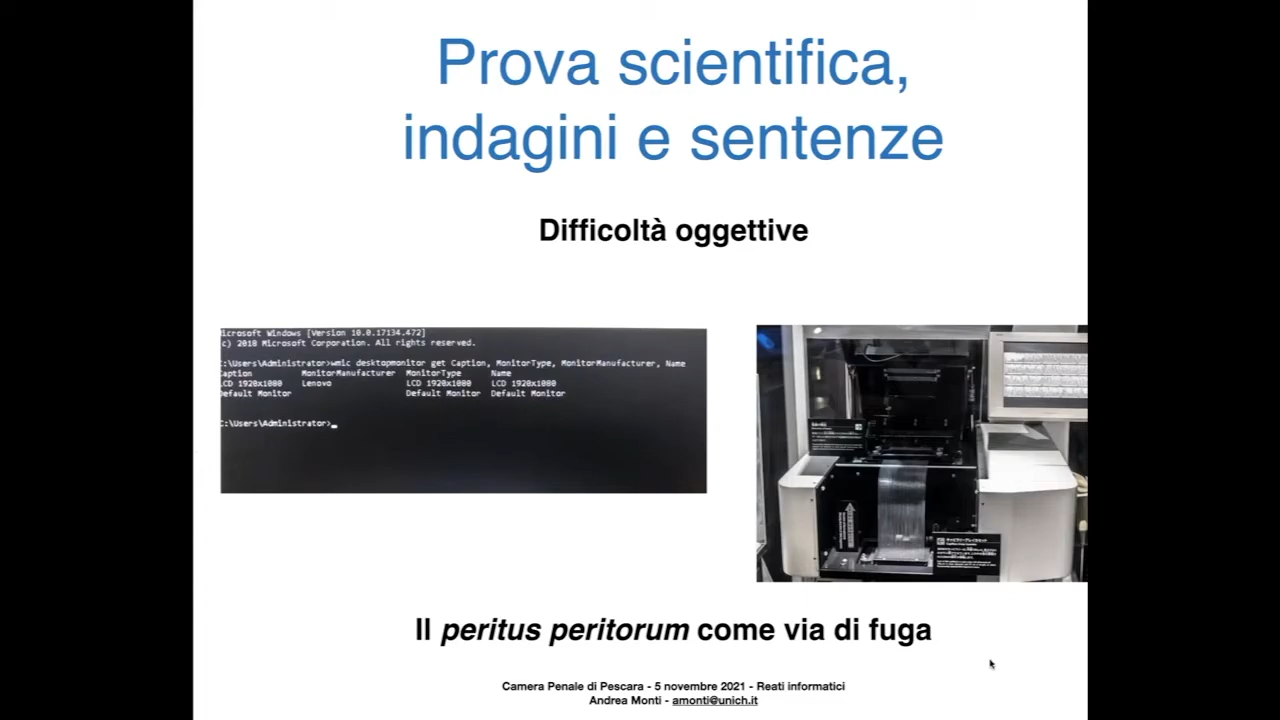 Prova scientifica,
indagini e sentenze
Difficoltà oggettive
icrosoft Windows [Version 10.0.17134.472]
c) 2018 Microsoft Corporation. All rights reserved.
:\Users\Administrator>wmic desktopmonitor get Caption, MonitorType, MonitorManufacturer, Name
aption MonitorManufacturer MonitorType Name
LCD 1920x1080 Lenovo LCD 1920x1080 LCD 1920x1080
Default Monitor Default Monitor Default Monitor
C:\Users\Administrator>
Il peritus peritorum come via di fuga
Camera Penale di Pescara - 5 novembre 2021 - Reati informatici
Andrea Monti - amonti@unich.it